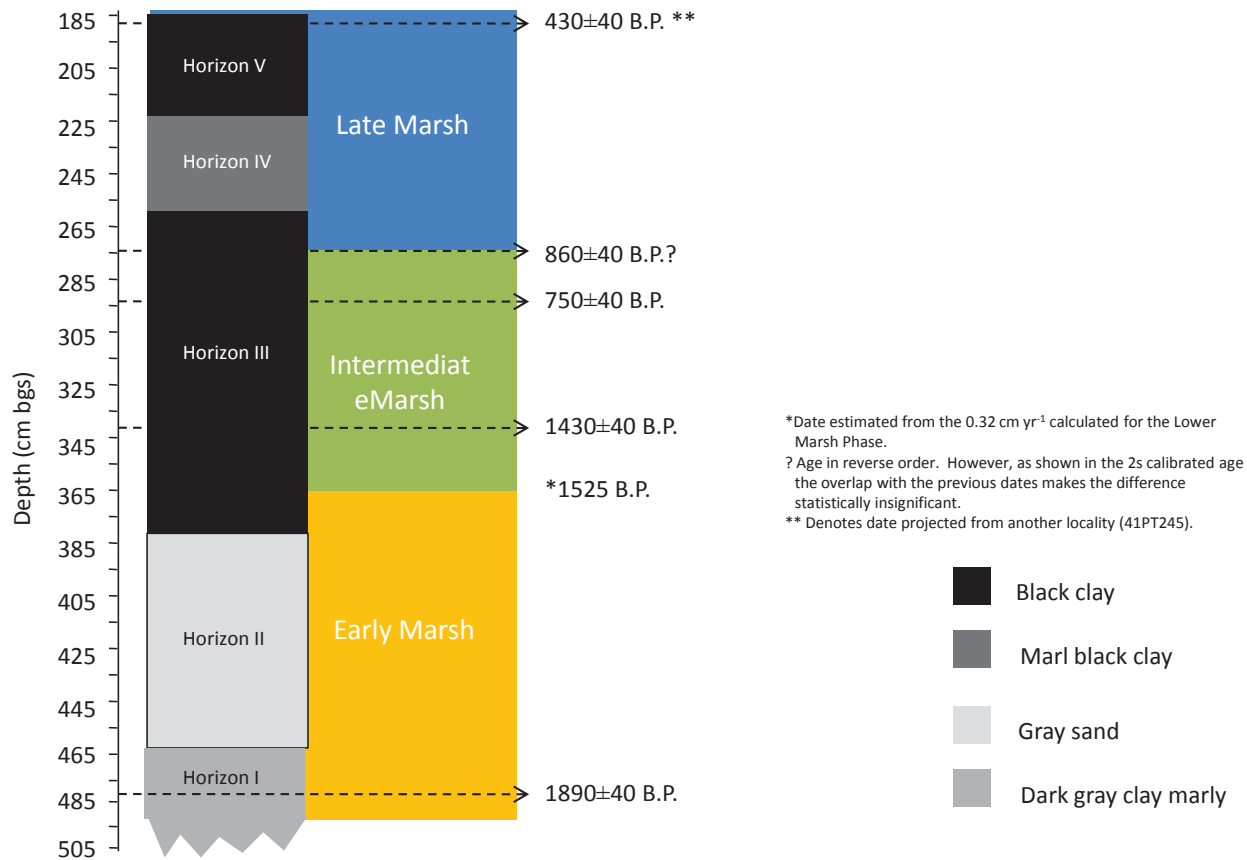 Depth (cm bgs)
185
205
225
245
265
285
305
325
345
365
385
405
425
445
465
485
505
Horizon V
Horizon IV
Horizon III
Horizon II
Horizon I
Late Marsh
Intermediat
eMarsh
Early Marsh
430±40 B.P. **
860±40 B.P.?
750±40 B.P.
1430±40 B.P.
*1525 B.P.
1890±40 B.P.
*Date estimated from the 0.32 cm yr⁻¹ calculated for the Lower
Marsh Phase.
? Age in reverse order. However, as shown in the 2s calibrated age
the overlap with the previous dates makes the difference
statistically insignificant.
** Denotes date projected from another locality (41PT245).
Black clay
Marl black clay
Gray sand
Dark gray clay marly